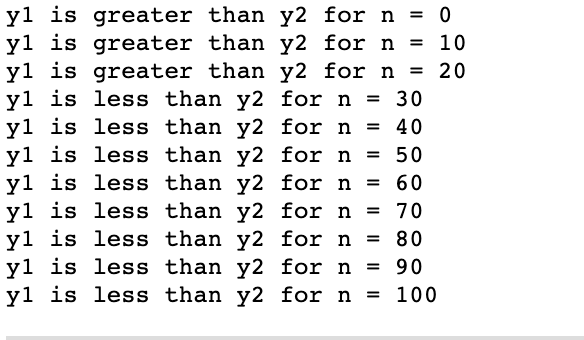 y1 is greater than y2 for n = 0
y1 is greater than y2 for n = 10
y1 is greater than y2 for n = 20
y1 is less than y2 for n = 30
y1 is less than y2 for n = 40
y1 is less than y2 for n = 50
y1 is less than y2 for n = 60
y1 is less than y2 for n = 70
y1 is less than y2 for n = 80
y1 is less than y2 for n = 90
y1 is less than y2 for n = 100